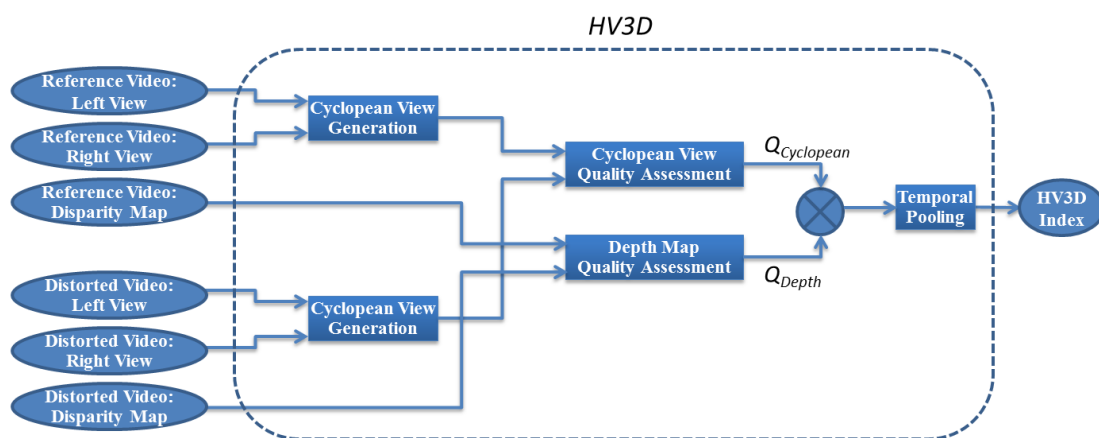 HV3D
Reference Video:
Left View
Reference Video:
Right View
Reference Video:
Disparity Map
Cyclopean View
Generation
Cyclopean View
Quality Assessment
Q_Cyclopean
Depth Map
Quality Assessment
Q_Depth
Temporal
Pooling
HV3D
Index
Distorted Video:
Left View
Distorted Video:
Right View
Distorted Video:
Disparity Map
Cyclopean View
Generation